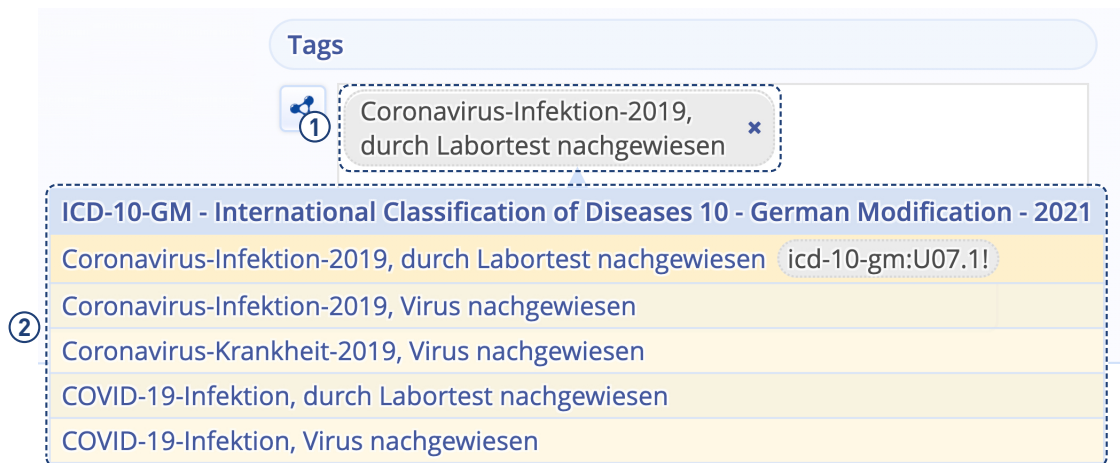 Tags
1
Coronavirus-Infektion-2019,
durch Labortest nachgewiesen ×
ICD-10-GM - International Classification of Diseases 10 - German Modification - 2021
Coronavirus-Infektion-2019, durch Labortest nachgewiesen icd-10-gm:U07.1!
Coronavirus-Infektion-2019, Virus nachgewiesen
2
Coronavirus-Krankheit-2019, Virus nachgewiesen
COVID-19-Infektion, durch Labortest nachgewiesen
COVID-19-Infektion, Virus nachgewiesen